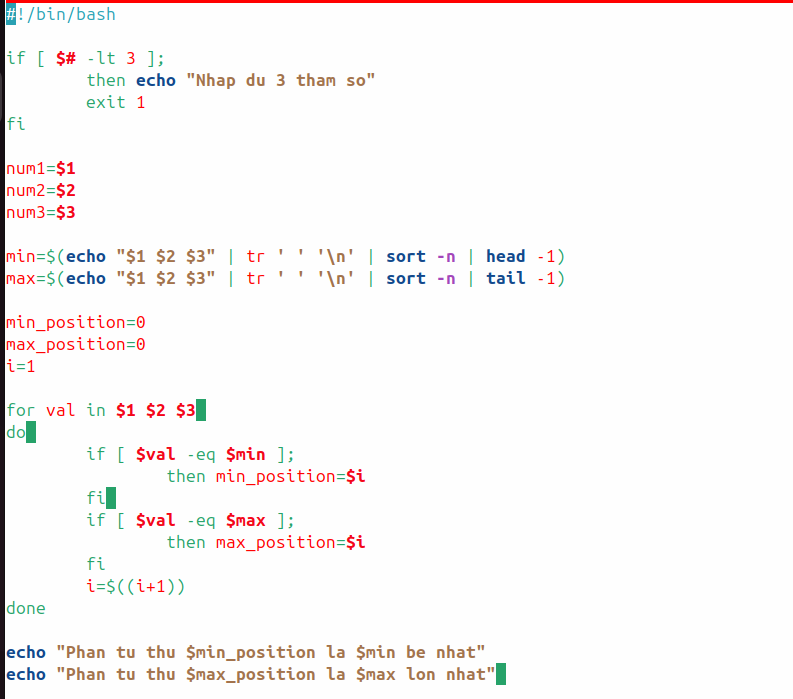 #!/bin/bash

if [ $# -lt 3 ];
        then echo "Nhap du 3 tham so"
        exit 1
fi

num1=$1
num2=$2
num3=$3

min=$(echo "$1 $2 $3" | tr ' ' '\n' | sort -n | head -1)
max=$(echo "$1 $2 $3" | tr ' ' '\n' | sort -n | tail -1)

min_position=0
max_position=0
i=1

for val in $1 $2 $3
do
        if [ $val -eq $min ];
                then min_position=$i
        fi
        if [ $val -eq $max ];
                then max_position=$i
        fi
        i=$((i+1))
done

echo "Phan tu thu $min_position la $min be nhat"
echo "Phan tu thu $max_position la $max lon nhat"